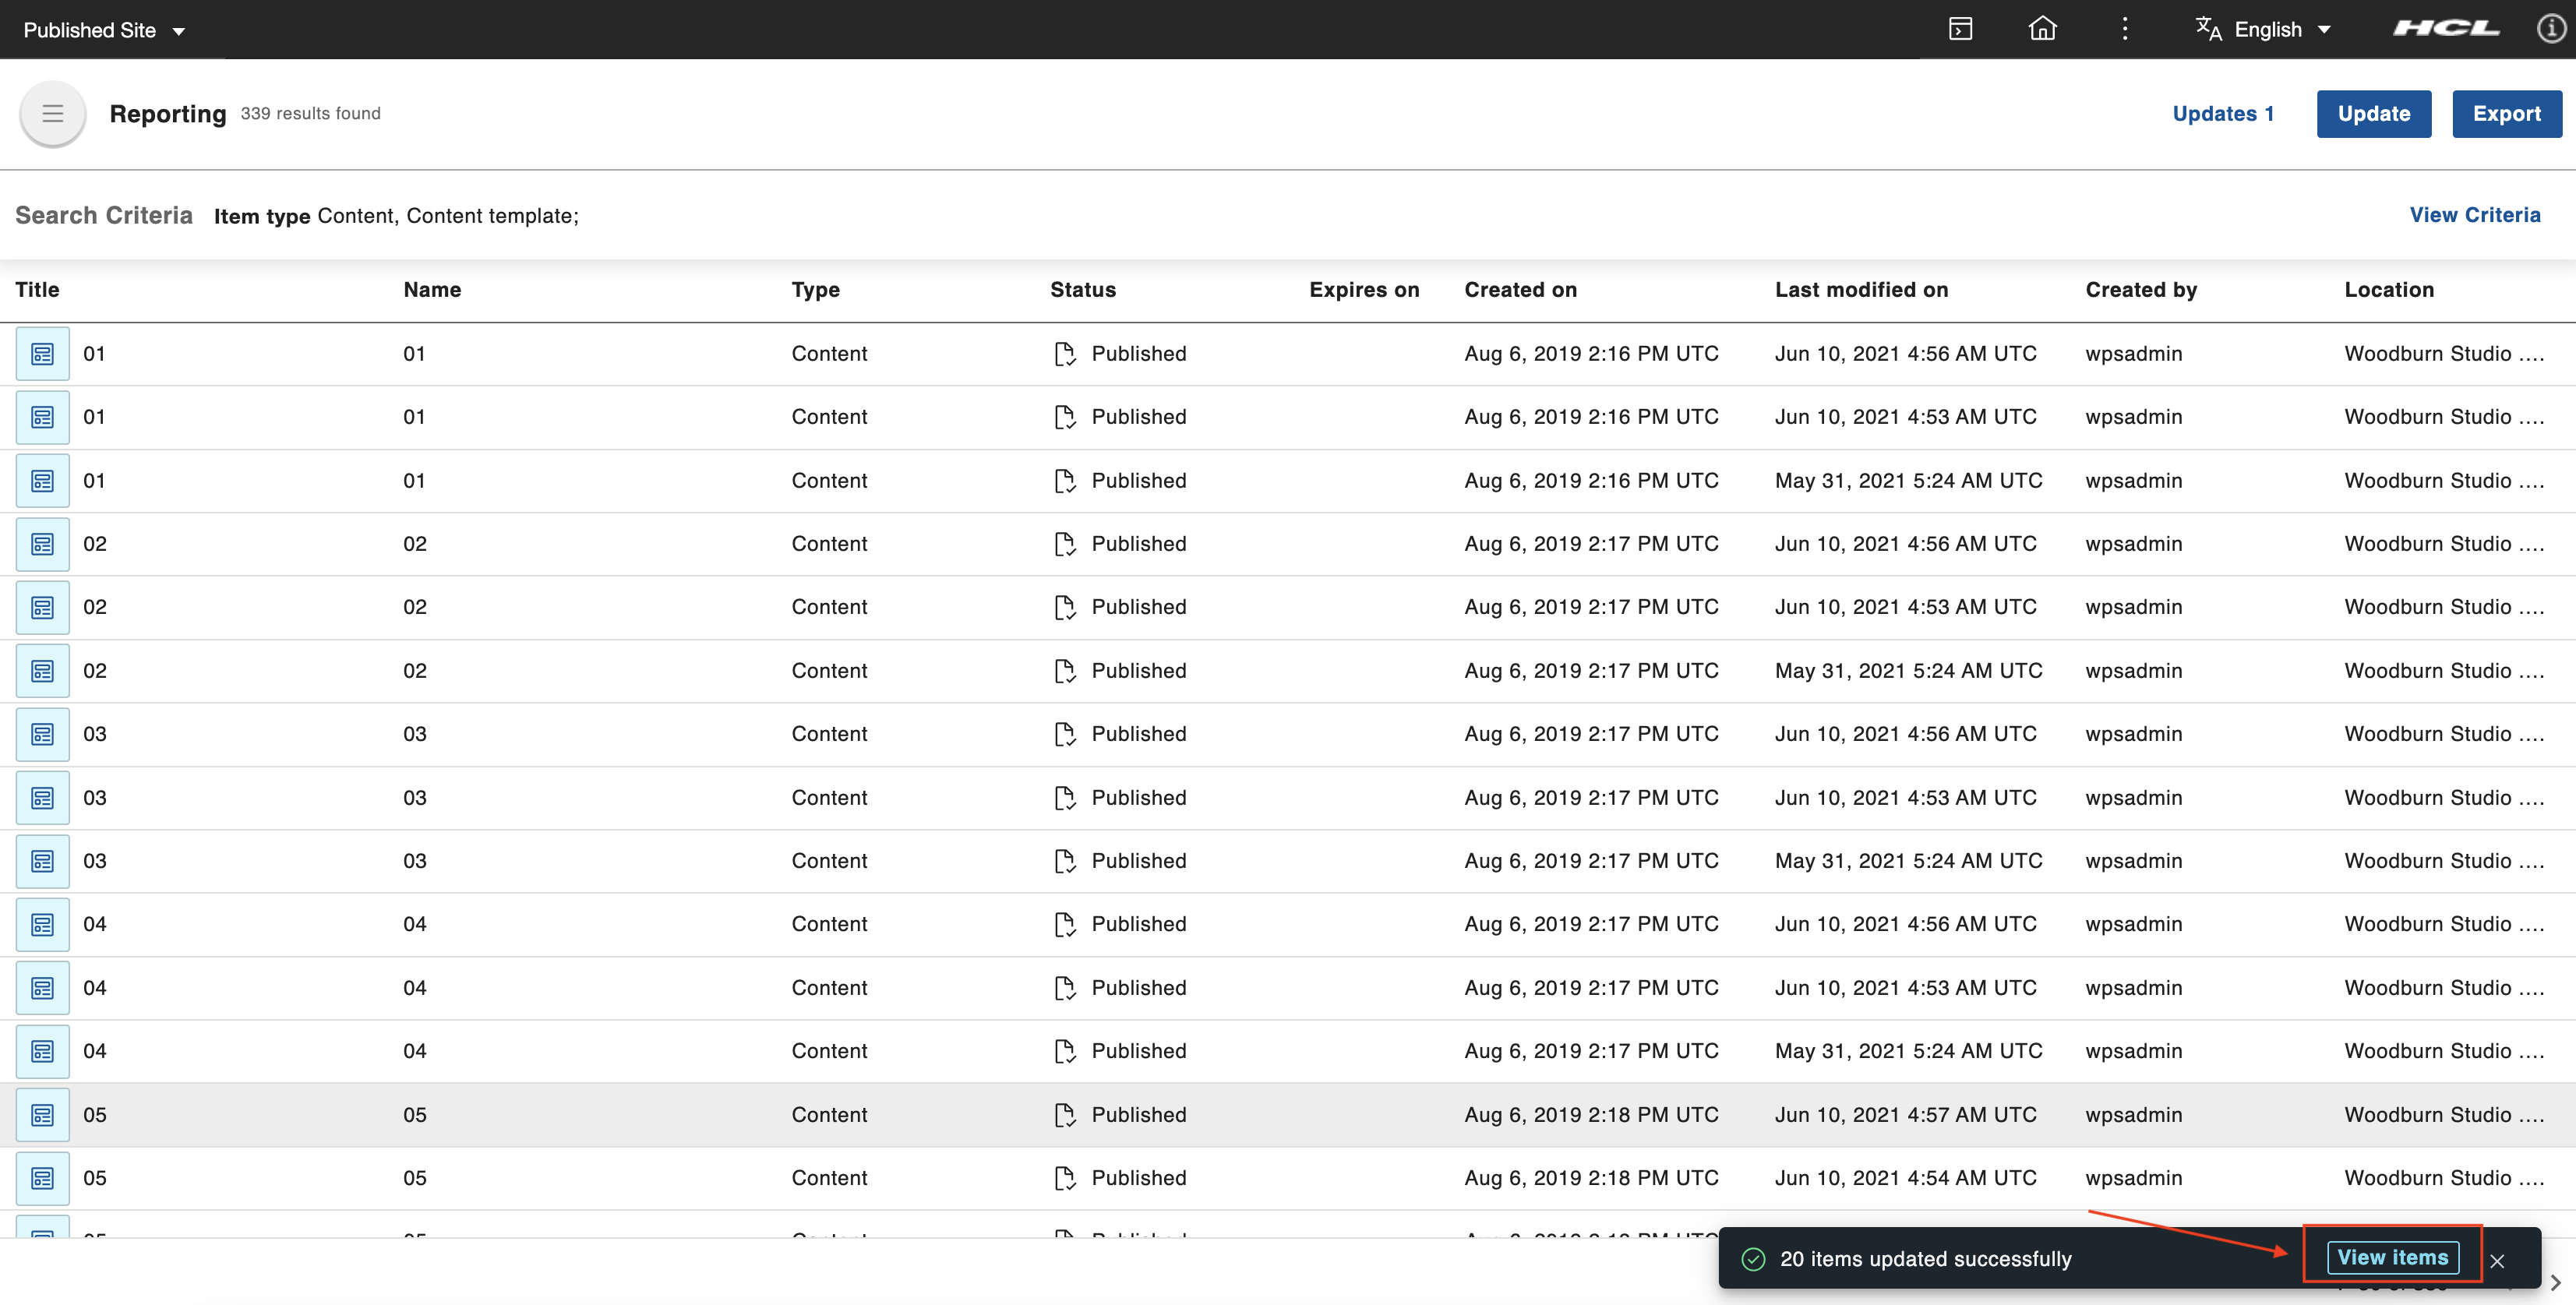 Published Site
English
HCL
Reporting 339 results found
Updates 1
Update
Export
Search Criteria Item type Content, Content template;
View Criteria
Title Name Type Status Expires on Created on Last modified on Created by Location
01 01 Content Published Aug 6, 2019 2:16 PM UTC Jun 10, 2021 4:56 AM UTC wpsadmin Woodburn Studio ....
01 01 Content Published Aug 6, 2019 2:16 PM UTC Jun 10, 2021 4:53 AM UTC wpsadmin Woodburn Studio ....
01 01 Content Published Aug 6, 2019 2:16 PM UTC May 31, 2021 5:24 AM UTC wpsadmin Woodburn Studio ....
02 02 Content Published Aug 6, 2019 2:17 PM UTC Jun 10, 2021 4:56 AM UTC wpsadmin Woodburn Studio ....
02 02 Content Published Aug 6, 2019 2:17 PM UTC Jun 10, 2021 4:53 AM UTC wpsadmin Woodburn Studio ....
02 02 Content Published Aug 6, 2019 2:17 PM UTC May 31, 2021 5:24 AM UTC wpsadmin Woodburn Studio ....
03 03 Content Published Aug 6, 2019 2:17 PM UTC Jun 10, 2021 4:56 AM UTC wpsadmin Woodburn Studio ....
03 03 Content Published Aug 6, 2019 2:17 PM UTC Jun 10, 2021 4:53 AM UTC wpsadmin Woodburn Studio ....
03 03 Content Published Aug 6, 2019 2:17 PM UTC May 31, 2021 5:24 AM UTC wpsadmin Woodburn Studio ....
04 04 Content Published Aug 6, 2019 2:17 PM UTC Jun 10, 2021 4:56 AM UTC wpsadmin Woodburn Studio ....
04 04 Content Published Aug 6, 2019 2:17 PM UTC Jun 10, 2021 4:53 AM UTC wpsadmin Woodburn Studio ....
04 04 Content Published Aug 6, 2019 2:17 PM UTC May 31, 2021 5:24 AM UTC wpsadmin Woodburn Studio ....
05 05 Content Published Aug 6, 2019 2:18 PM UTC Jun 10, 2021 4:57 AM UTC wpsadmin Woodburn Studio ....
05 05 Content Published Aug 6, 2019 2:18 PM UTC Jun 10, 2021 4:54 AM UTC wpsadmin Woodburn Studio ....
20 items updated successfully
View items